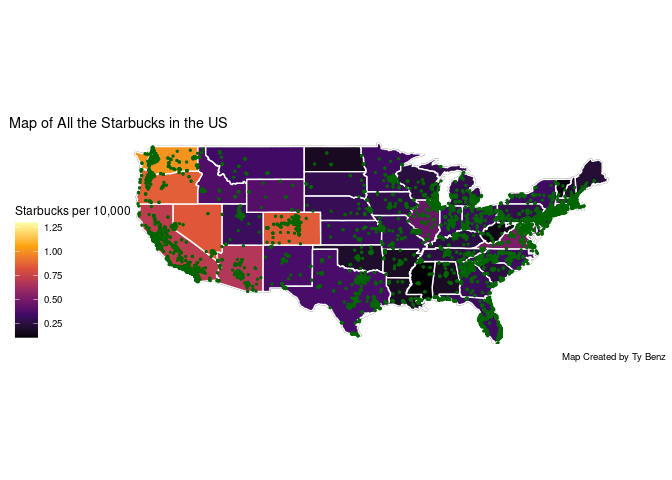 Map of All the Starbucks in the US
Starbucks per 10,000
1.25
1.00
0.75
0.50
0.25
Map Created by Ty Benz